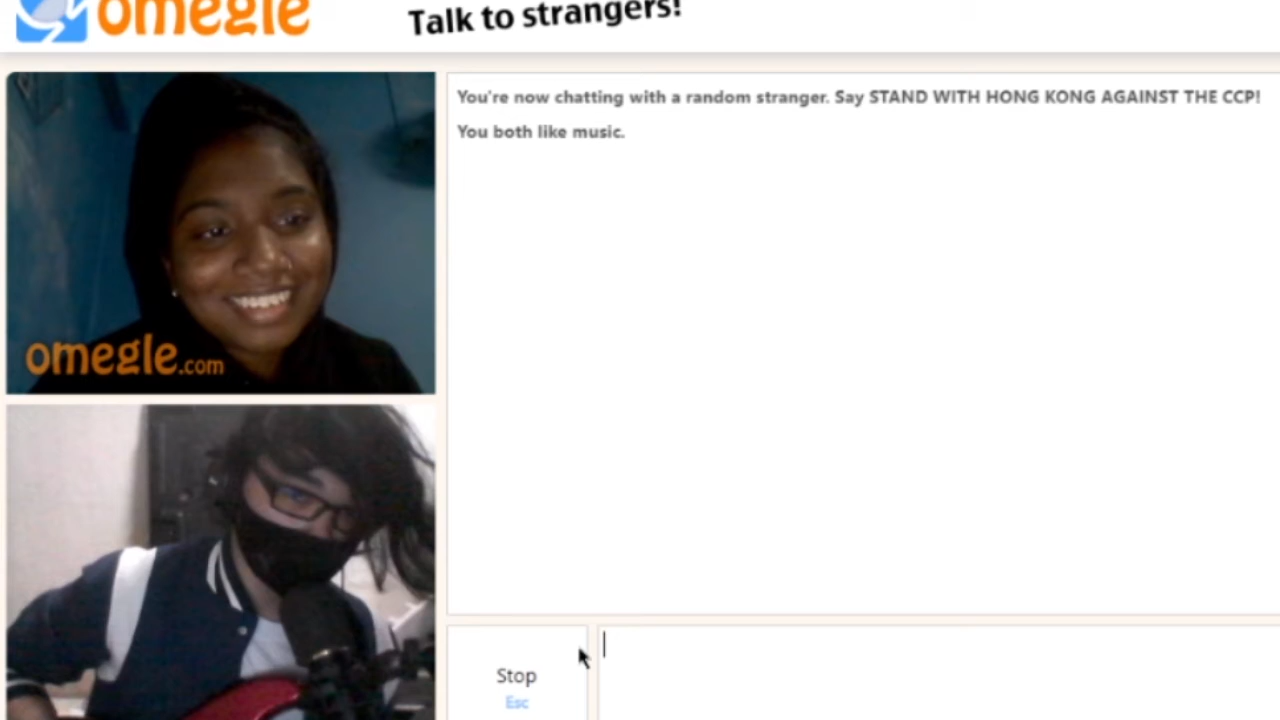 omegle
Talk to strangers!
You're now chatting with a random stranger. Say STAND WITH HONG KONG AGAINST THE CCP!
You both like music.
omegle.com
Stop
Esc